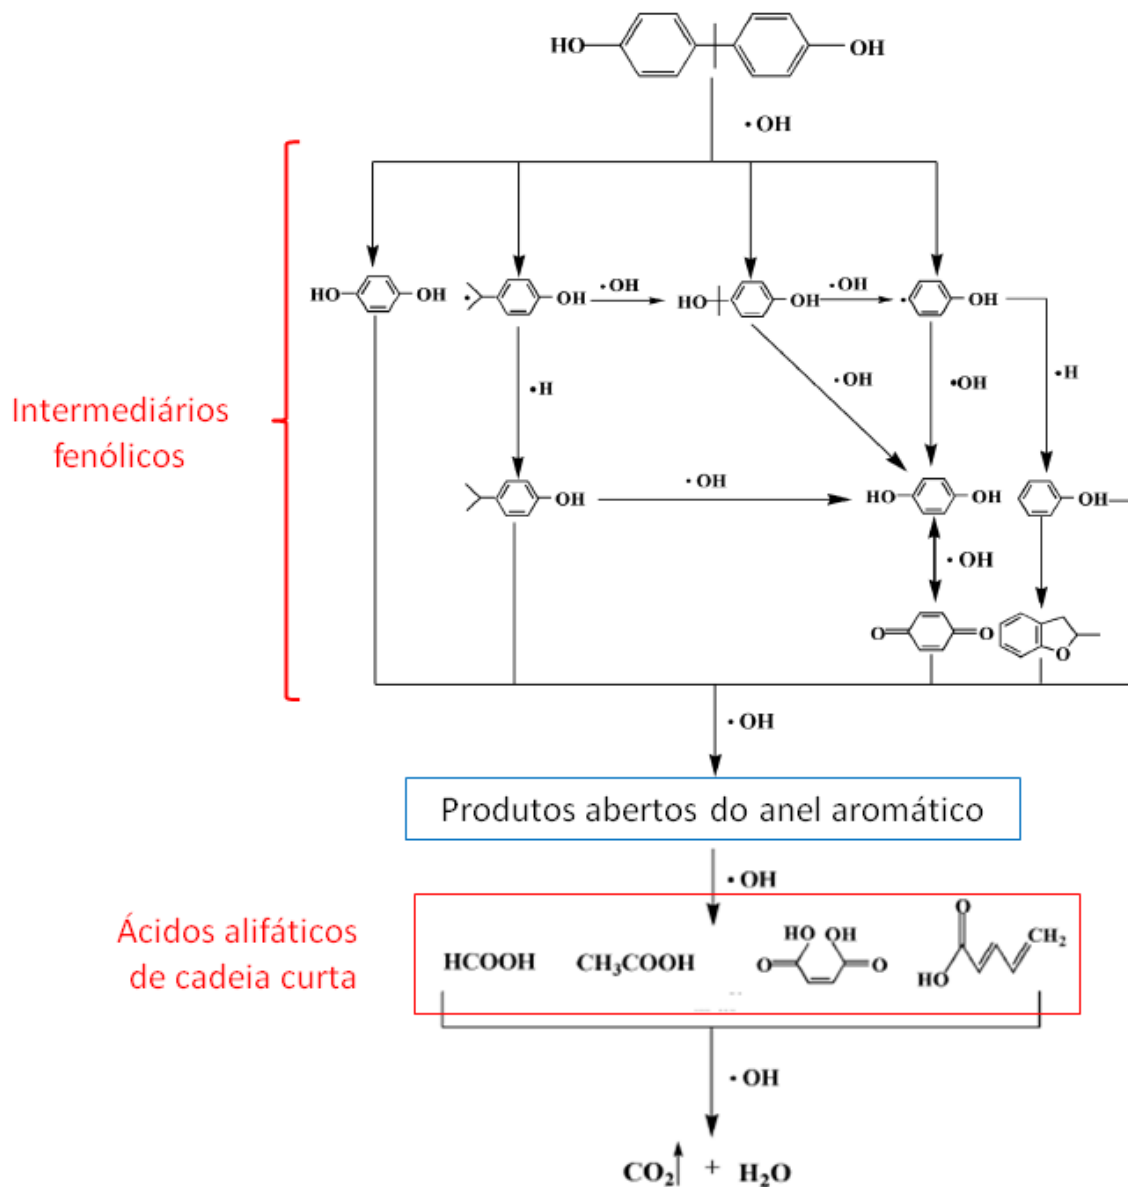 HO OH
· OH
HO OH
· OH
· OH
HO OH
· OH
OH
· H
· OH
· OH
· H
Intermediários
fenólicos
OH
· OH
HO OH
OH
· OH
O O
O
· OH
Produtos abertos do anel aromático
· OH
Ácidos alifáticos
de cadeia curta
HCOOH
CH₃COOH
HO OH
O O
O
HO
CH₂
· OH
CO₂ + H₂O